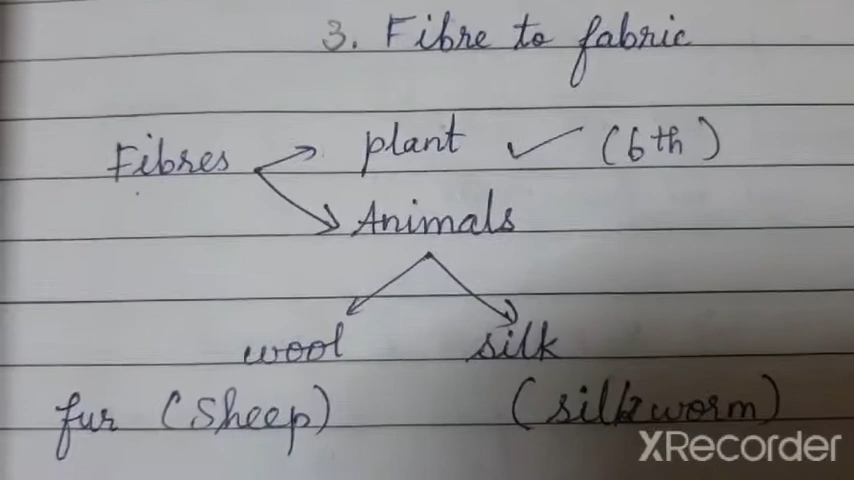 3. Fibre to fabric
Fibres plant (6th)
Animals
wool silk
fur (Sheep) (silkworm)
XRecorder